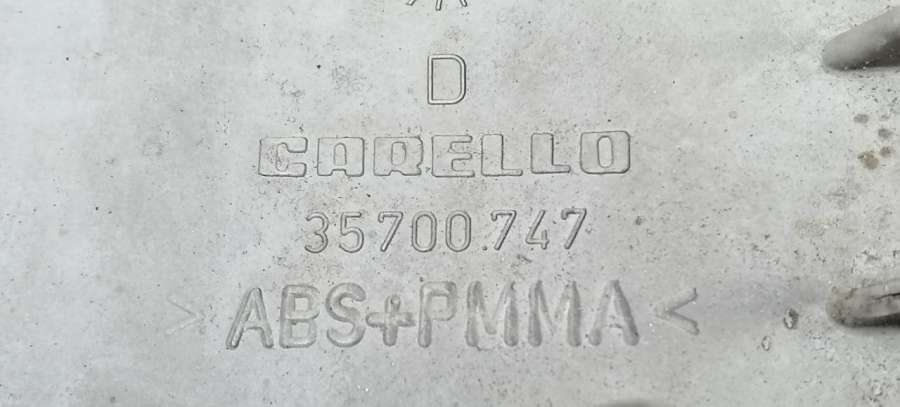 D
CARELLO
35700.747
>ABS+PMMA<